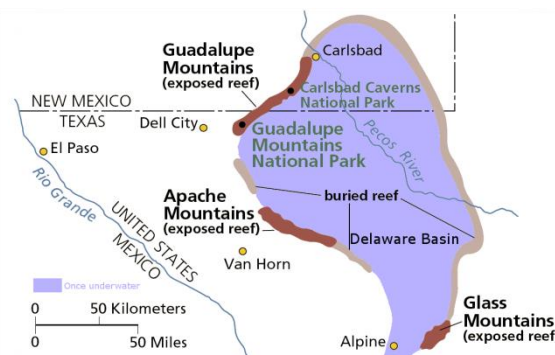 Guadalupe
Mountains
(exposed reef)
Carlsbad
Carlsbad Caverns
National Park
NEW MEXICO
TEXAS
Dell City
El Paso
Guadalupe
Mountains
National Park
Pecos River
Rio Grande
UNITED STATES
MEXICO
Apache
Mountains
(exposed reef)
buried reef
Delaware Basin
Van Horn
Once underwater
0 50 Kilometers
0 50 Miles
Alpine
Glass
Mountains
(exposed reef)